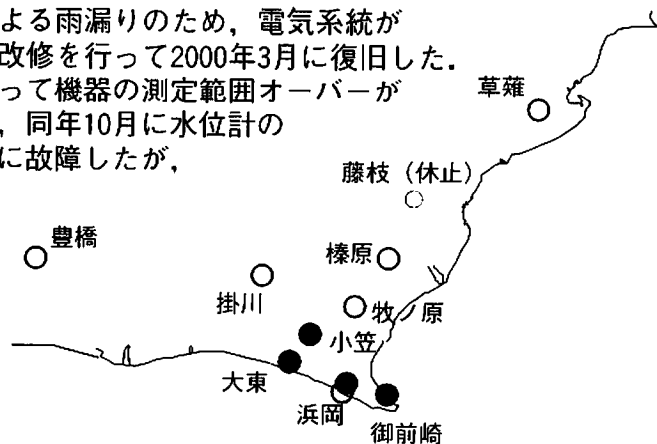 よる雨漏りのため，電気系統が
改修を行って2000年3月に復旧した．
って機器の測定範囲オーバーが
，同年10月に水位計の
に故障したが，
草薙
藤枝（休止）
豊橋
榛原
掛川
牧ノ原
小笠
大東
浜岡
御前崎